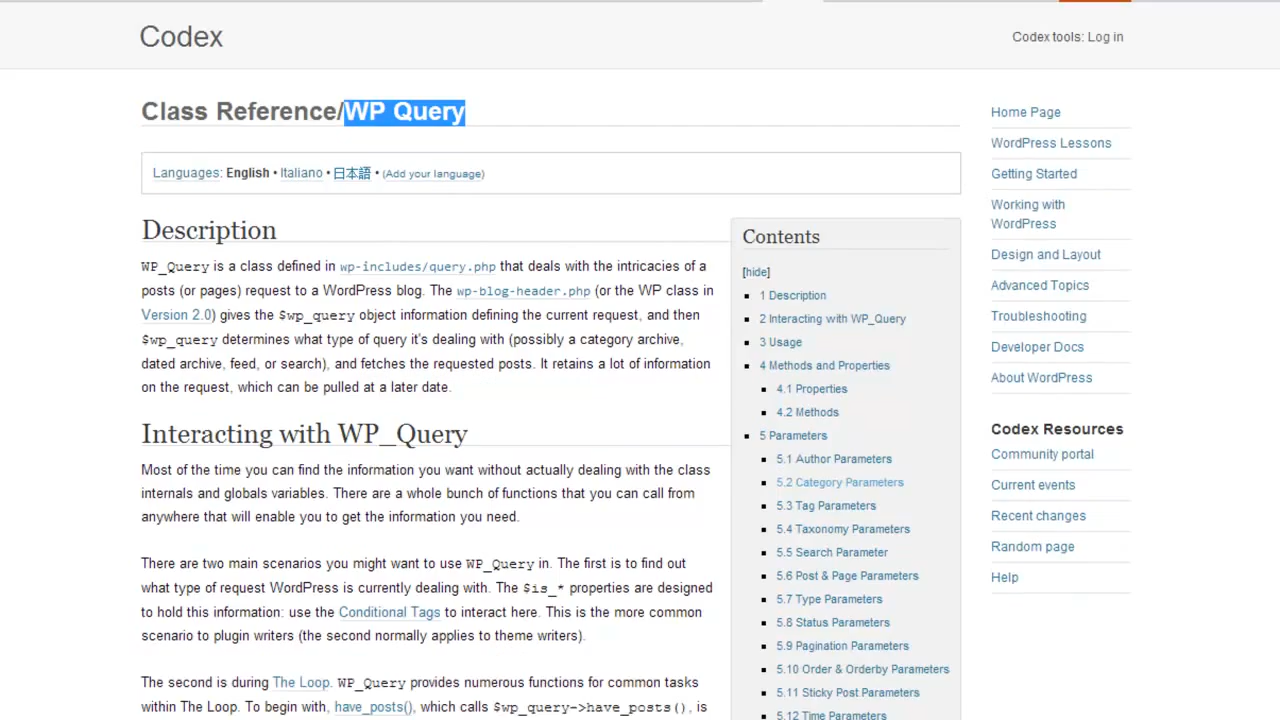 Codex
Codex tools: Log in
Class Reference/WP Query
Languages: English • Italiano • 日本語 • (Add your language)
Description
WP_Query is a class defined in wp-includes/query.php that deals with the intricacies of a
posts (or pages) request to a WordPress blog. The wp-blog-header.php (or the WP class in
Version 2.0) gives the $wp_query object information defining the current request, and then
$wp_query determines what type of query it's dealing with (possibly a category archive,
dated archive, feed, or search), and fetches the requested posts. It retains a lot of information
on the request, which can be pulled at a later date.
Interacting with WP_Query
Most of the time you can find the information you want without actually dealing with the class
internals and globals variables. There are a whole bunch of functions that you can call from
anywhere that will enable you to get the information you need.
There are two main scenarios you might want to use WP_Query in. The first is to find out
what type of request WordPress is currently dealing with. The $is_* properties are designed
to hold this information: use the Conditional Tags to interact here. This is the more common
scenario to plugin writers (the second normally applies to theme writers).
The second is during The Loop. WP_Query provides numerous functions for common tasks
within The Loop. To begin with, have_posts(), which calls $wp_query->have_posts(), is
Contents
[hide]
1 Description
2 Interacting with WP_Query
3 Usage
4 Methods and Properties
4.1 Properties
4.2 Methods
5 Parameters
5.1 Author Parameters
5.2 Category Parameters
5.3 Tag Parameters
5.4 Taxonomy Parameters
5.5 Search Parameter
5.6 Post & Page Parameters
5.7 Type Parameters
5.8 Status Parameters
5.9 Pagination Parameters
5.10 Order & Orderby Parameters
5.11 Sticky Post Parameters
5.12 Time Parameters
Home Page
WordPress Lessons
Getting Started
Working with
WordPress
Design and Layout
Advanced Topics
Troubleshooting
Developer Docs
About WordPress
Codex Resources
Community portal
Current events
Recent changes
Random page
Help